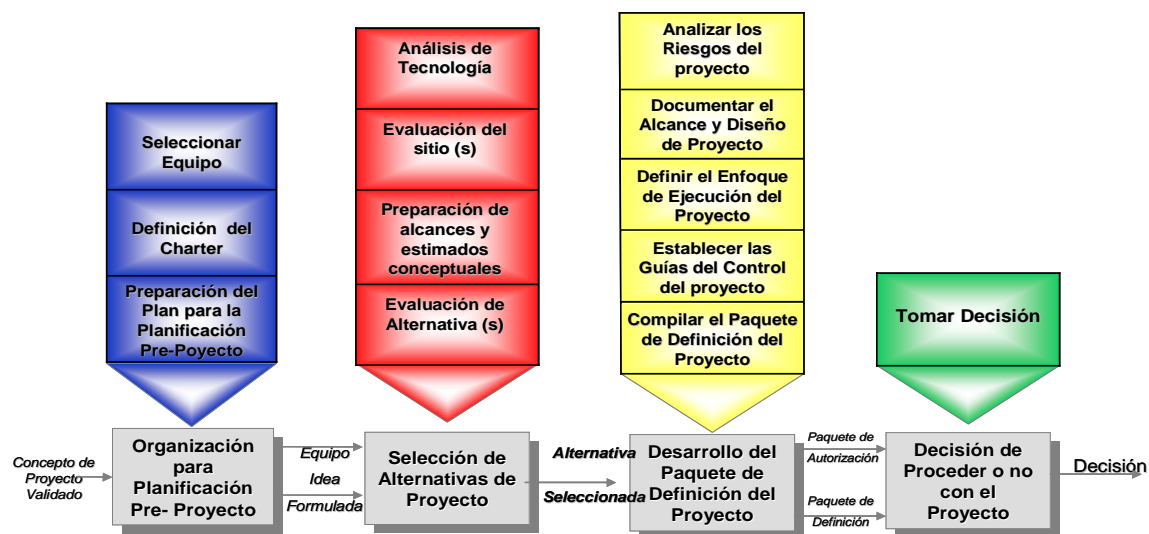 Seleccionar
Equipo
Definición del
Charter
Preparación del
Plan para la
Planificación
Pre-Poyecto
Análisis de
Tecnología
Evaluación del
sitio (s)
Preparación de
alcances y
estimados
conceptuales
Evaluación de
Alternativa (s)
Analizar los
Riesgos del
proyecto
Documentar el
Alcance y Diseño
de Proyecto
Definir el Enfoque
de Ejecución del
Proyecto
Establecer las
Guías del Control
del proyecto
Compilar el Paquete
de Definición del
Proyecto
Tomar Decisión
Concepto de
Proyecto
Validado
Organización
para
Planificación
Pre- Proyecto
Equipo
Idea
Formulada
Selección de
Alternativas de
Proyecto
Alternativa
Seleccionada
Desarrollo del
Paquete de
Definición del
Proyecto
Paquete de
Autorización
Paquete de
Definición
Decisión de
Proceder o no
con el
Proyecto
Decisión